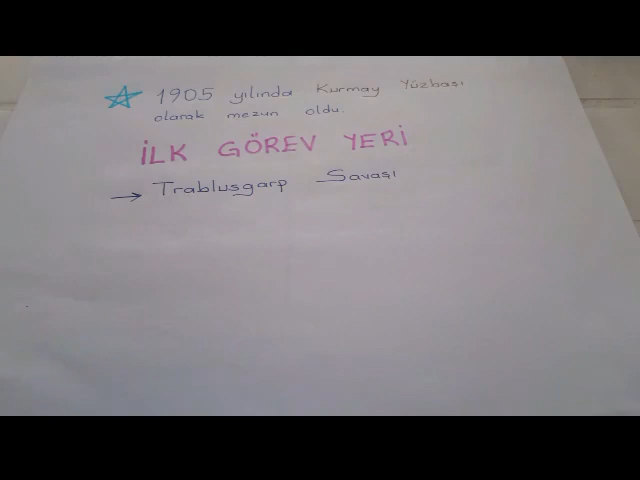 1905 yılında Kurmay Yüzbaşı
olarak mezun oldu.
İLK GÖREV YERİ
→ Trablusgarp Savaşı